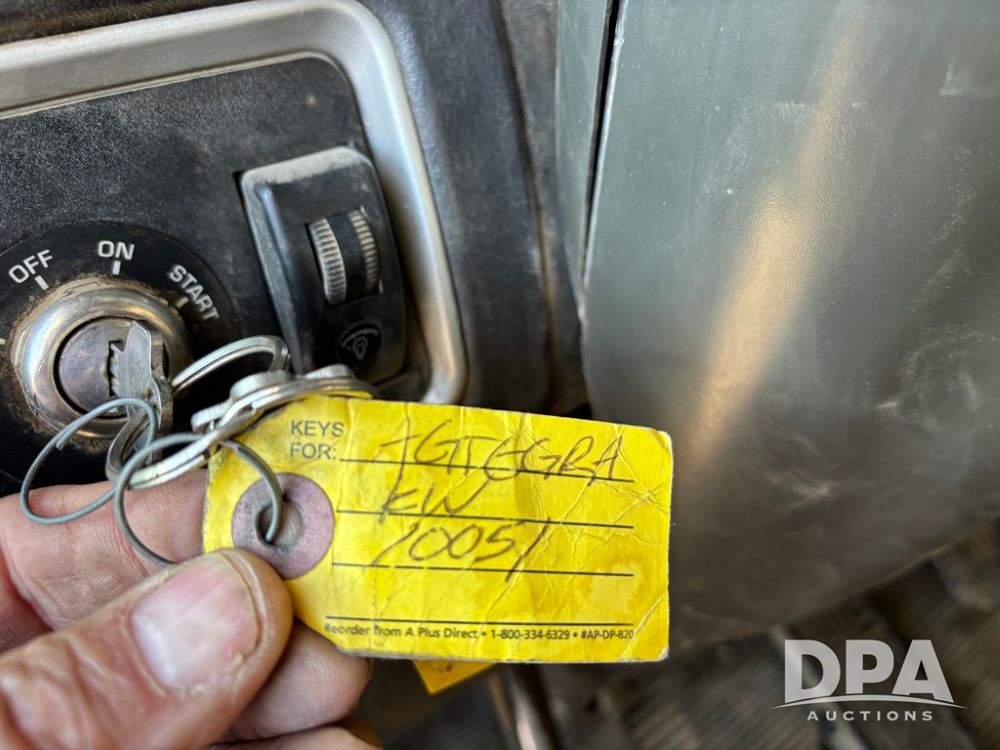 OFF
ON
START
KEYS
FOR:
KW
10051
Reorder from A Plus Direct • 1-800-334-6329 • #AP-DP-820
DPA
AUCTIONS